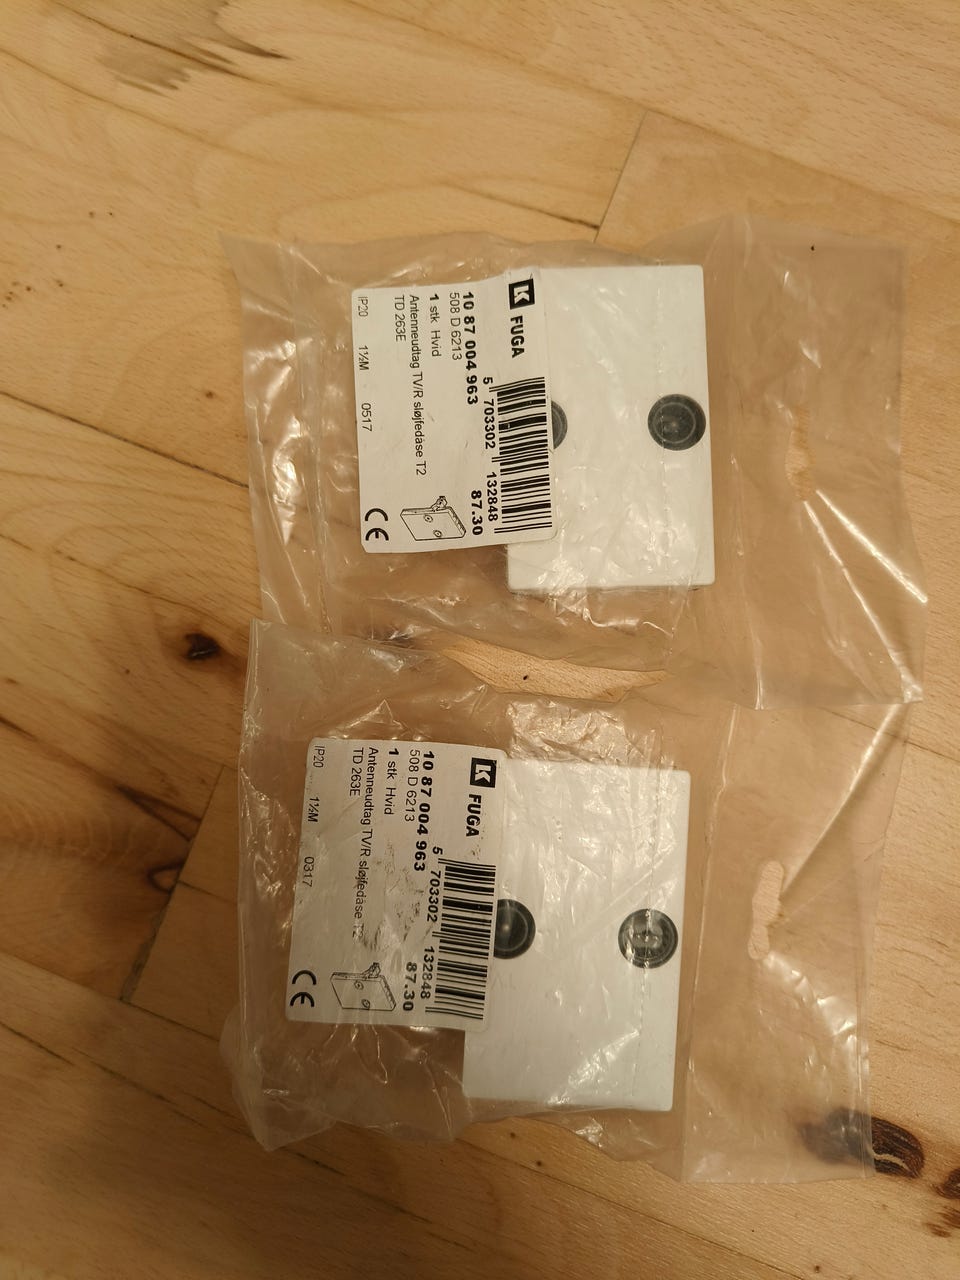 FUGA
10 87 004 963
508 D 6213
1 stk Hvid
Antenneudtag TV/R sløjfedåse T2
TD 263E
IP20 1½M 0517
5 703302 132848
87.30
CE
FUGA
10 87 004 963
508 D 6213
1 stk Hvid
Antenneudtag TV/R sløjfedåse T2
TD 263E
IP20 1½M 0317
5 703302 132848
87.30
CE